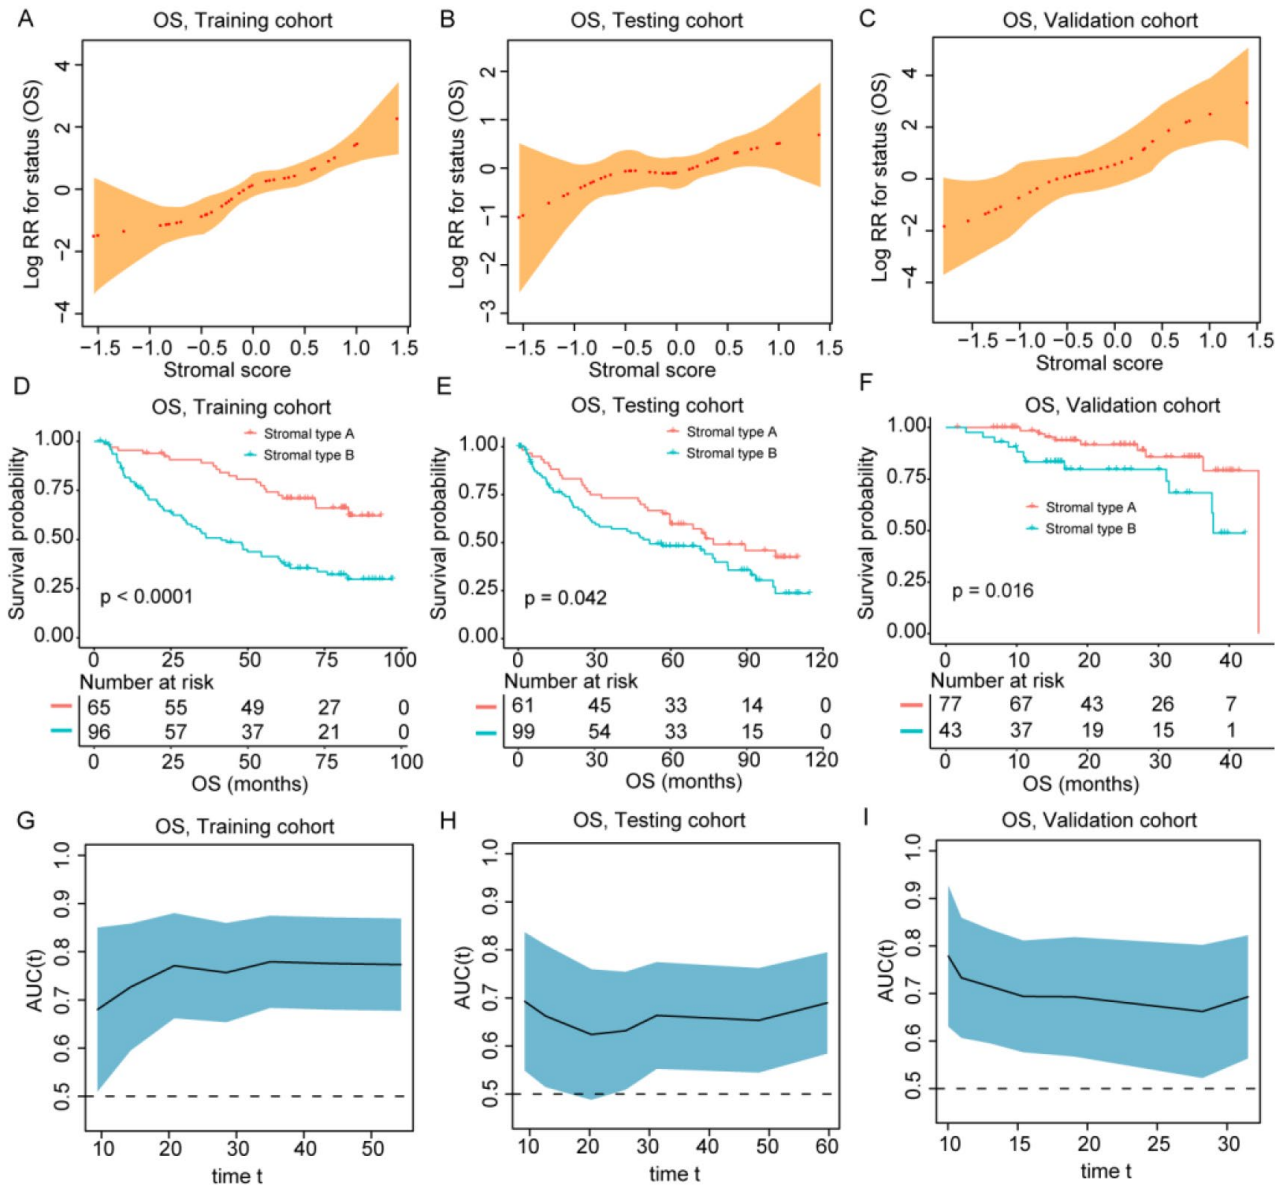 A
OS, Training cohort
Log RR for status (OS)
4
2
0
−2
−4
−1.5 −1.0 −0.5 0.0 0.5 1.0 1.5
Stromal score
B
OS, Testing cohort
Log RR for status (OS)
2
1
0
−1
−2
−3
−1.5 −1.0 −0.5 0.0 0.5 1.0 1.5
Stromal score
C
OS, Validation cohort
Log RR for status (OS)
4
2
0
−2
−4
−1.5 −1.0 −0.5 0.0 0.5 1.0 1.5
Stromal score
D
OS, Training cohort
Stromal type A
Stromal type B
Survival probability
1.00
0.75
0.50
0.25
0.00
p < 0.0001
0 25 50 75 100
Number at risk
65 55 49 27 0
96 57 37 21 0
0 25 50 75 100
OS (months)
E
OS, Testing cohort
Stromal type A
Stromal type B
Survival probability
1.00
0.75
0.50
0.25
0.00
p = 0.042
0 30 60 90 120
Number at risk
61 45 33 14 0
99 54 33 15 0
0 30 60 90 120
OS (months)
F
OS, Validation cohort
Stromal type A
Stromal type B
Survival probability
1.00
0.75
0.50
0.25
0.00
p = 0.016
0 10 20 30 40
Number at risk
77 67 43 26 7
43 37 19 15 1
0 10 20 30 40
OS (months)
G
OS, Training cohort
AUC(t)
1.0
0.9
0.8
0.7
0.6
0.5
10 20 30 40 50
time t
H
OS, Testing cohort
AUC(t)
1.0
0.9
0.8
0.7
0.6
0.5
10 20 30 40 50 60
time t
I
OS, Validation cohort
AUC(t)
1.0
0.9
0.8
0.7
0.6
0.5
10 15 20 25 30
time t